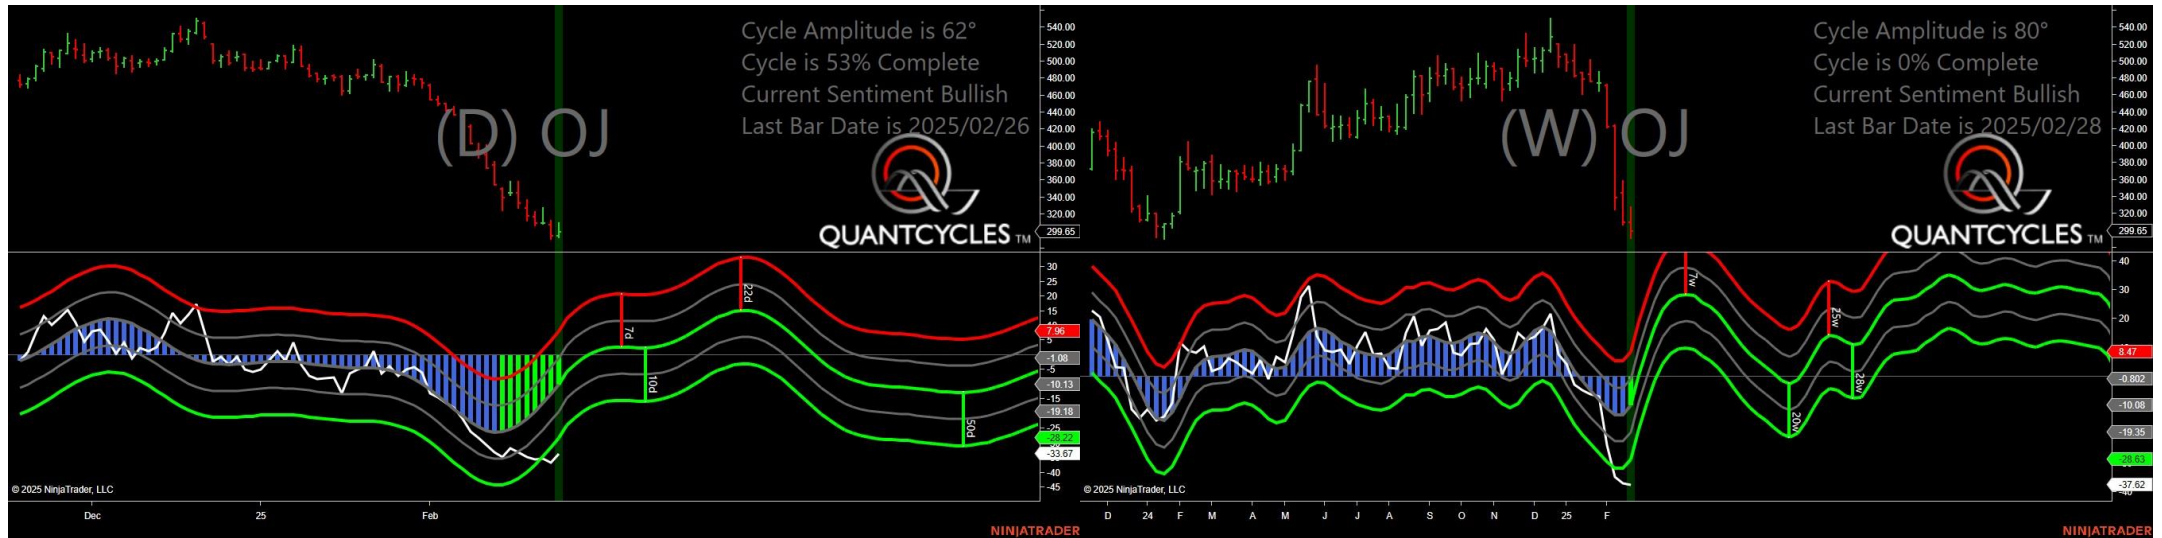 Cycle Amplitude is 62°
Cycle is 53% Complete
Current Sentiment Bullish
Last Bar Date is 2025/02/26
(D) OJ
QUANTCYCLES TM
540.00
520.00
500.00
480.00
460.00
440.00
420.00
400.00
380.00
360.00
340.00
320.00
299.65
7d
10d
22d
50d
30
25
20
15
7.96
5
-1.08
-5
-10.13
-15
-19.18
-25
-28.22
-33.67
-40
-45
© 2025 NinjaTrader, LLC
Dec 25 Feb
NINJATRADER
Cycle Amplitude is 80°
Cycle is 0% Complete
Current Sentiment Bullish
Last Bar Date is 2025/02/28
(W) OJ
QUANTCYCLES TM
540.00
520.00
500.00
480.00
460.00
440.00
420.00
400.00
380.00
360.00
340.00
320.00
299.65
7w
20w
28w
40
30
20
8.47
-0.802
-10.08
-19.35
-28.63
-37.62
© 2025 NinjaTrader, LLC
D 24 F M A M J J A S O N D 25 F
NINJATRADER